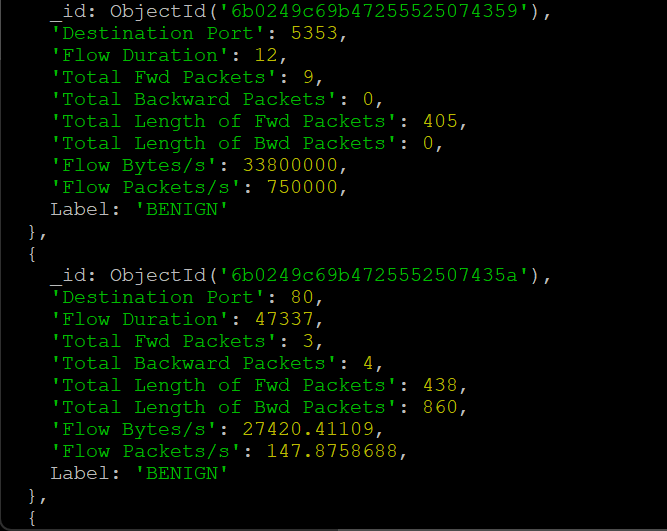 _id: ObjectId('6b0249c69b47255525074359'),
'Destination Port': 5353,
'Flow Duration': 12,
'Total Fwd Packets': 9,
'Total Backward Packets': 0,
'Total Length of Fwd Packets': 405,
'Total Length of Bwd Packets': 0,
'Flow Bytes/s': 33800000,
'Flow Packets/s': 750000,
Label: 'BENIGN'
},
{
_id: ObjectId('6b0249c69b4725552507435a'),
'Destination Port': 80,
'Flow Duration': 47337,
'Total Fwd Packets': 3,
'Total Backward Packets': 4,
'Total Length of Fwd Packets': 438,
'Total Length of Bwd Packets': 860,
'Flow Bytes/s': 27420.41109,
'Flow Packets/s': 147.8758688,
Label: 'BENIGN'
},
{